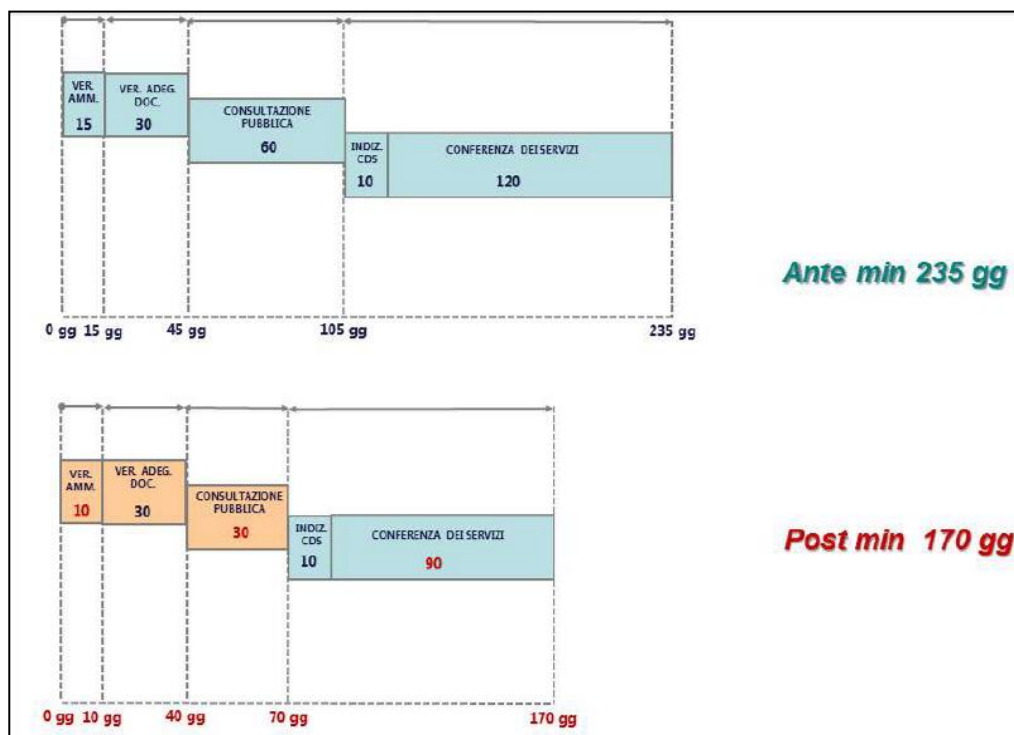 VER.
AMM.
15
VER. ADEG.
DOC.
30
CONSULTAZIONE
PUBBLICA
60
INDIZ.
CDS
10
CONFERENZA DEI SERVIZI
120
Ante min 235 gg
0 gg 15 gg 45 gg 105 gg 235 gg
VER.
AMM.
10
VER. ADEG.
DOC.
30
CONSULTAZIONE
PUBBLICA
30
INDIZ.
CDS
10
CONFERENZA DEI SERVIZI
90
Post min 170 gg
0 gg 10 gg 40 gg 70 gg 170 gg